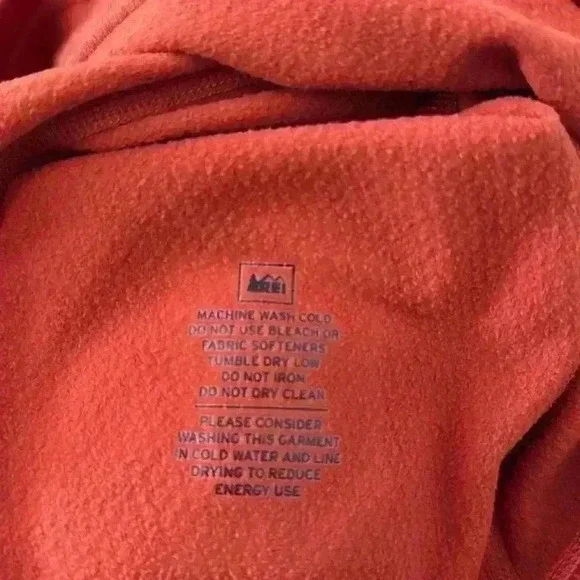 REI
MACHINE WASH COLD
DO NOT USE BLEACH OR
FABRIC SOFTENERS
TUMBLE DRY LOW
DO NOT IRON
DO NOT DRY CLEAN
PLEASE CONSIDER
WASHING THIS GARMENT
IN COLD WATER AND LINE
DRYING TO REDUCE
ENERGY USE